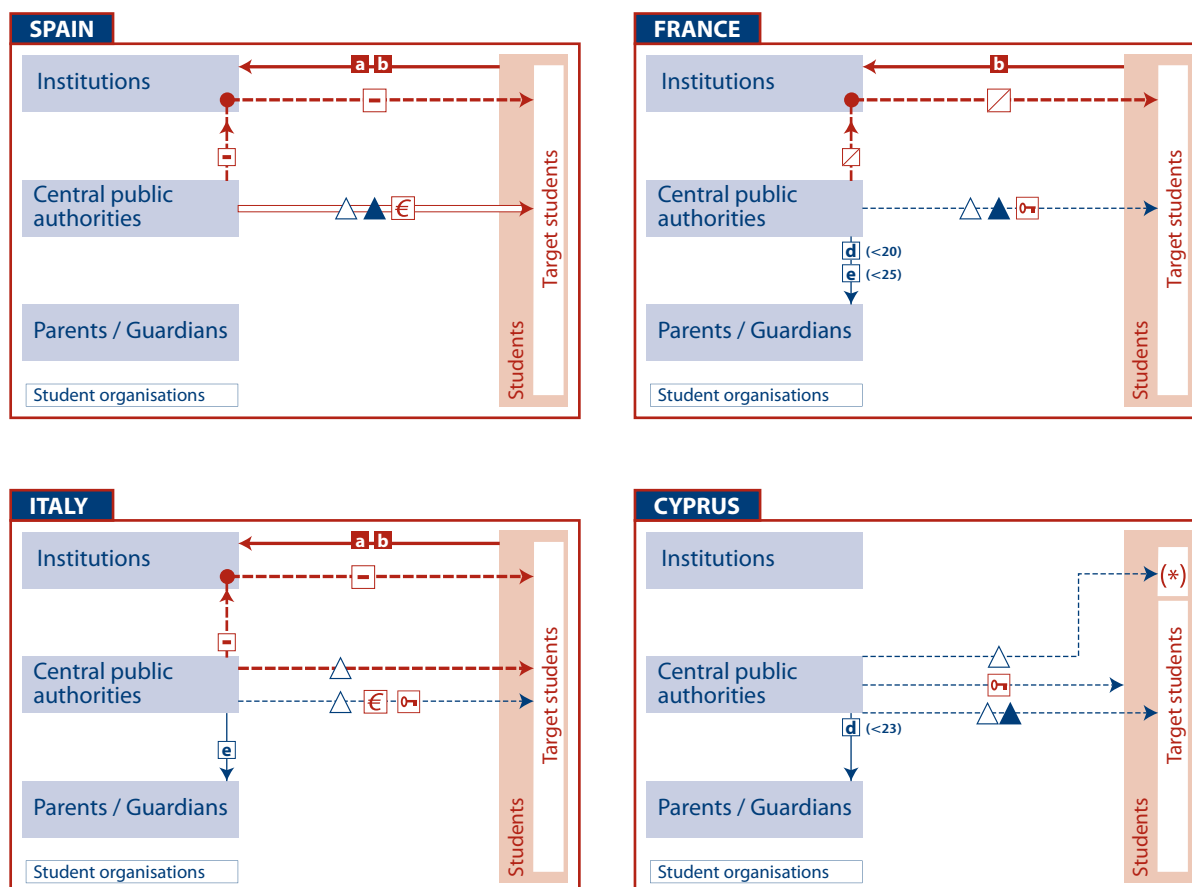 SPAIN
a b
Institutions
-
-
Central public
authorities
€
Parents / Guardians
Student organisations
Students
Target students
FRANCE
b
Institutions
Central public
authorities
d (<20)
e (<25)
Parents / Guardians
Student organisations
Students
Target students
ITALY
a b
Institutions
-
-
Central public
authorities
€
e
Parents / Guardians
Student organisations
Students
Target students
CYPRUS
Institutions
(*)
Central public
authorities
d (<23)
Parents / Guardians
Student organisations
Students
Target students